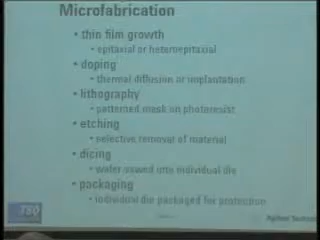 Microfabrication
• thin film growth
• epitaxial or heteroepitaxial
• doping
• thermal diffusion or implantation
• lithography
• patterned mask on photoresist
• etching
• selective removal of material
• dicing
• wafer sawed into individual die
• packaging
• individual die packaged for protection
Agilent